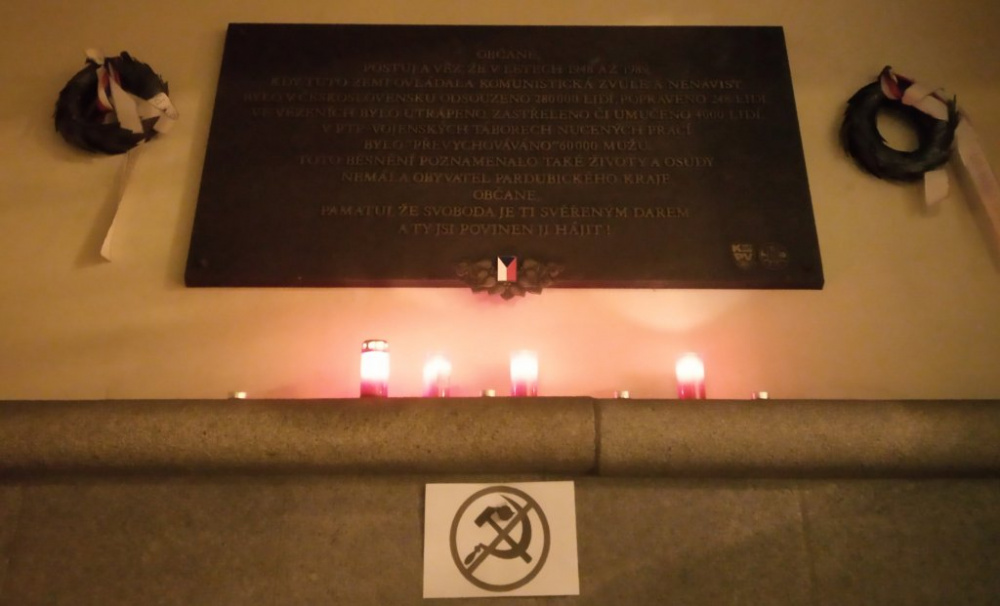 OBČANE,
POSTŮJ A VĚZ, ŽE V LETECH 1948 AŽ 1989,
KDY TUTO ZEMI OVLÁDALA KOMUNISTICKÁ ZVŮLE A NENÁVIST
BYLO V ČESKOSLOVENSKU ODSOUZENO 280000 LIDÍ, POPRAVENO 248 LIDÍ
VE VĚZENÍCH BYLO UTRÁPENO, ZASTŘELENO ČI UMUČENO 4000 LIDÍ
V PTP-VOJENSKÝCH TÁBORECH NUCENÝCH PRACÍ
BYLO "PŘEVYCHOVÁVÁNO" 60000 MUŽŮ.
TOTO BĚSNĚNÍ POZNAMENALO TAKÉ ŽIVOTY A OSUDY
NEMÁLA OBYVATEL PARDUBICKÉHO KRAJE.
OBČANE,
PAMATUJ, ŽE SVOBODA JE TI SVĚŘENÝM DAREM
A TY JSI POVINEN JI HÁJIT!